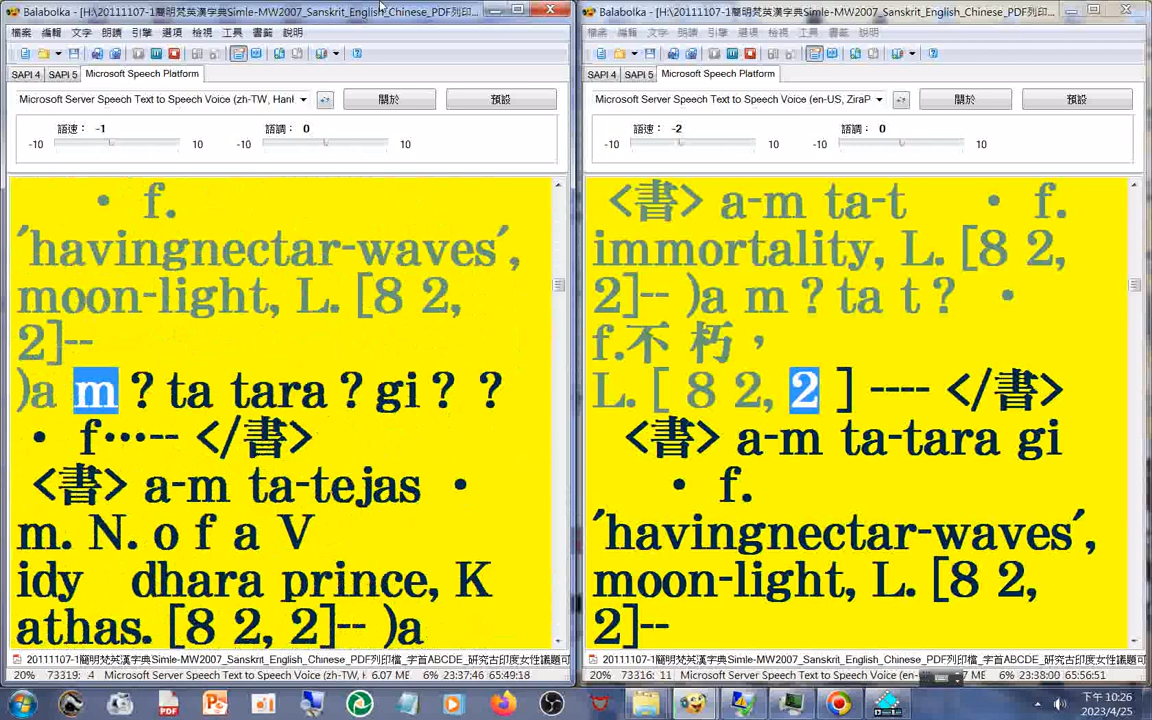 Balabolka - [H:\20111107-1簡明梵英漢字典Simle-MW2007_Sanskrit_English_Chinese_PDF列印...
檔案 編輯 文字 朗讀 引擎 選項 檢視 工具 書籤 說明
SAPI 4 SAPI 5 Microsoft Speech Platform
Microsoft Server Speech Text to Speech Voice (zh-TW, HanH
關於
預設
語速： -1
語調： 0
-10 10 -10 10
• f.
'havingnectar-waves',
moon-light, L. [8 2,
2]--
)a m ? ta tara ? gi ? ?
• f…-- </書>
<書> a-m ta-tejas •
m. N. o f a V
idy dhara prince, K
athas. [8 2, 2]-- )a
20111107-1簡明梵英漢字典Simle-MW2007_Sanskrit_English_Chinese_PDF列印檔_字首ABCDE_研究古印度女性議題可
20% 73319: .4 Microsoft Server Speech Text to Speech Voice (zh-TW, H 6.07 ME 6% 23:37:46 65:49:18
Balabolka - [H:\20111107-1簡明梵英漢字典Simle-MW2007_Sanskrit_English_Chinese_PDF列印...
檔案 編輯 文字 朗讀 引擎 選項 檢視 工具 書籤 說明
SAPI 4 SAPI 5 Microsoft Speech Platform
Microsoft Server Speech Text to Speech Voice (en-US, ZiraP
關於
預設
語速： -2
語調： 0
-10 10 -10 10
<書> a-m ta-t • f.
immortality, L. [8 2,
2]-- )a m ? ta t ? •
f.不 朽，
L. [ 8 2, 2 ] ---- </書>
<書> a-m ta-tara gi
• f.
'havingnectar-waves',
moon-light, L. [8 2,
2]--
20111107-1簡明梵英漢字典Simle-MW2007_Sanskrit_English_Chinese_PDF列印檔_字首ABCDE_研究古印度女性議題可
20% 73316: 11 Microsoft Server Speech Text to Speech Voice (en-U 6% 23:38:00 65:56:51
下午 10:26
2023/4/25